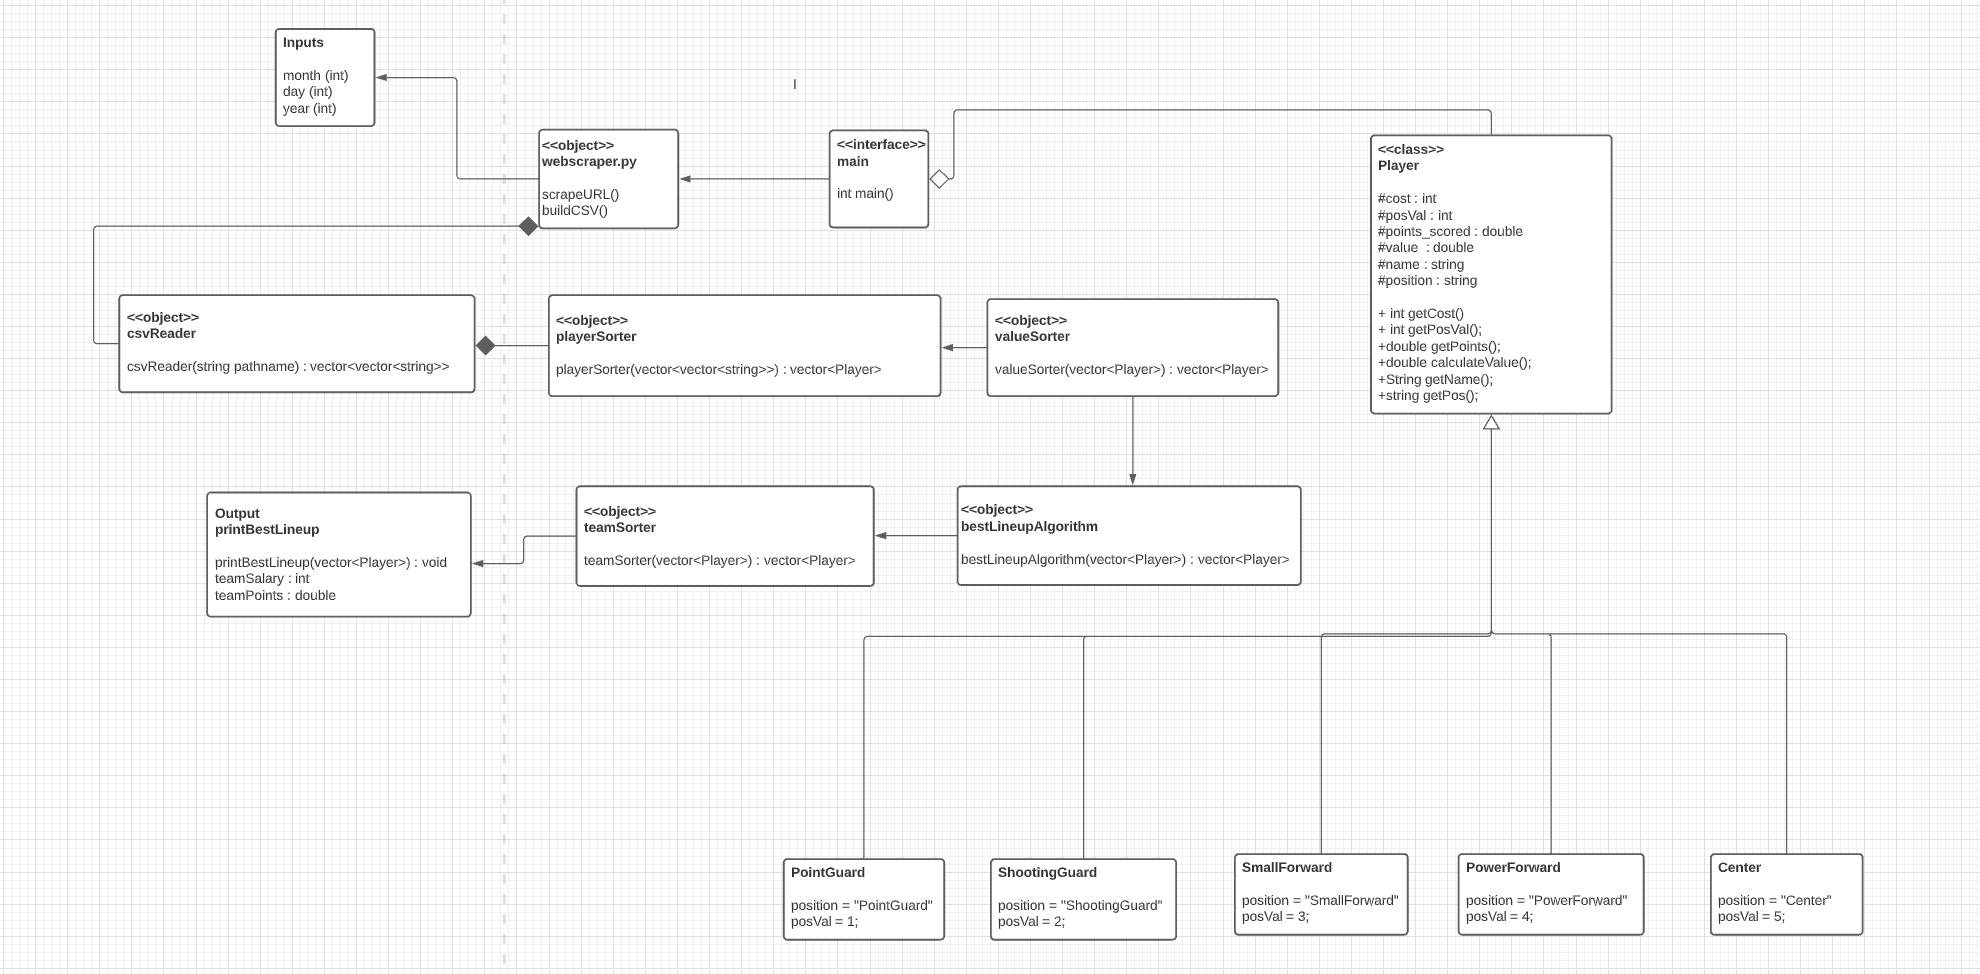 Inputs
month (int)
day (int)
year (int)
<<object>>
webscraper.py
scrapeURL()
buildCSV()
<<interface>>
main
int main()
<<class>>
Player
#cost : int
#posVal : int
#points_scored : double
#value  : double
#name : string
#position : string
+ int getCost()
+ int getPosVal();
+double getPoints();
+double calculateValue();
+String getName();
+string getPos();
<<object>>
csvReader
csvReader(string pathname) : vector<vector<string>>
<<object>>
playerSorter
playerSorter(vector<vector<string>>) : vector<Player>
<<object>>
valueSorter
valueSorter(vector<Player>) : vector<Player>
Output
printBestLineup
printBestLineup(vector<Player>) : void
teamSalary : int
teamPoints : double
<<object>>
teamSorter
teamSorter(vector<Player>) : vector<Player>
<<object>>
bestLineupAlgorithm
bestLineupAlgorithm(vector<Player>) : vector<Player>
PointGuard
position = "PointGuard"
posVal = 1;
ShootingGuard
position = "ShootingGuard"
posVal = 2;
SmallForward
position = "SmallForward"
posVal = 3;
PowerForward
position = "PowerForward"
posVal = 4;
Center
position = "Center"
posVal = 5;